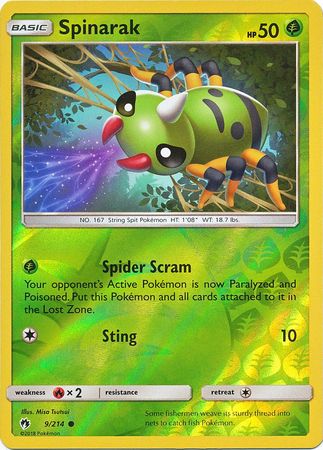 BASIC Spinarak HP 50
NO. 167 String Spit Pokémon HT: 1'08" WT: 18.7 lbs.
Spider Scram
Your opponent's Active Pokémon is now Paralyzed and
Poisoned. Put this Pokémon and all cards attached to it in
the Lost Zone.
Sting 10
weakness × 2 resistance retreat
Illus. Misa Tsutsui
9/214
©2018 Pokémon
Some fishermen weave its sturdy thread into
nets to catch fish Pokémon.